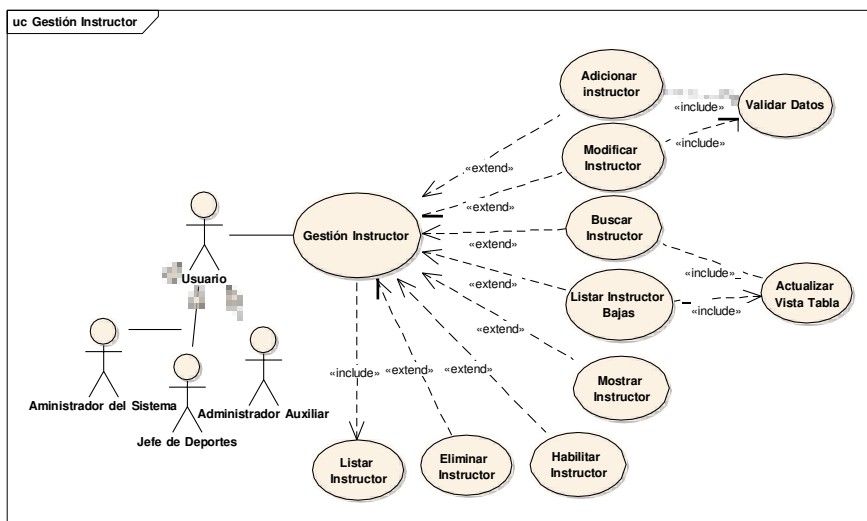 uc Gestión Instructor
Adicionar
instructor
«include»
Validar Datos
«include»
Modificar
Instructor
«extend»
«extend»
Buscar
Instructor
Gestión Instructor
«extend»
Usuario
«include»
Actualizar
Vista Tabla
Listar Instructor
Bajas
«extend»
«include»
«extend»
Mostrar
Instructor
«include»
«extend»
«extend»
Aministrador del Sistema
Administrador Auxiliar
Jefe de Deportes
Listar
Instructor
Eliminar
Instructor
Habilitar
Instructor